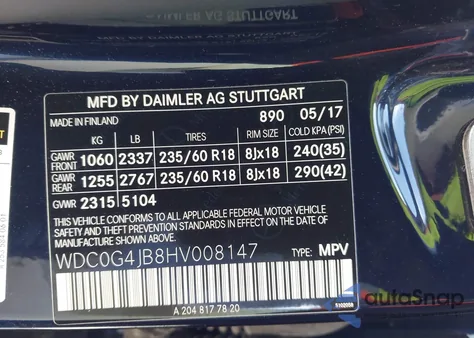 MFD BY DAIMLER AG STUTTGART
MADE IN FINLAND 890 05/17
KG LB TIRES RIM SIZE COLD KPA(PSI)
GAWR FRONT 1060 2337 235/60 R18 8Jx18 240(35)
GAWR REAR 1255 2767 235/60 R18 8Jx18 290(42)
GVWR 2315 5104
THIS VEHICLE CONFORMS TO ALL APPLICABLE FEDERAL MOTOR
VEHICLE SAFETY AND THEFT PREVENTION STANDARDS IN
EFFECT ON THE DATE OF MANUFACTURE SHOWN ABOVE.
WDC0G4JB8HV008147 TYPE: MPV
A 204 817 78 20
autoSnap